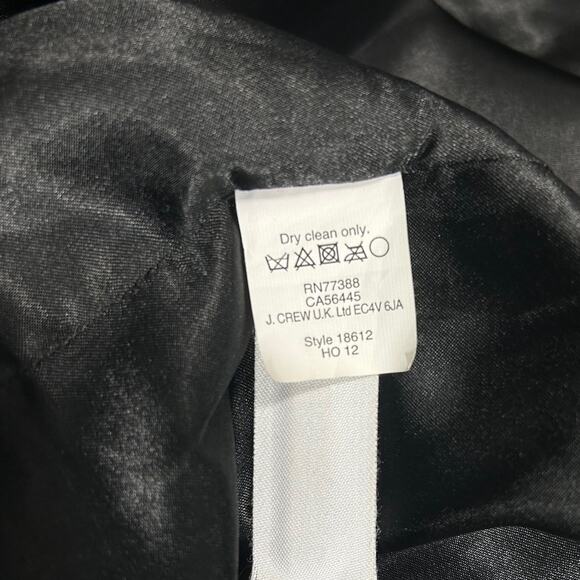 Dry clean only.
RN77388
CA56445
J. CREW U.K. Ltd EC4V 6JA
Style 18612
HO 12